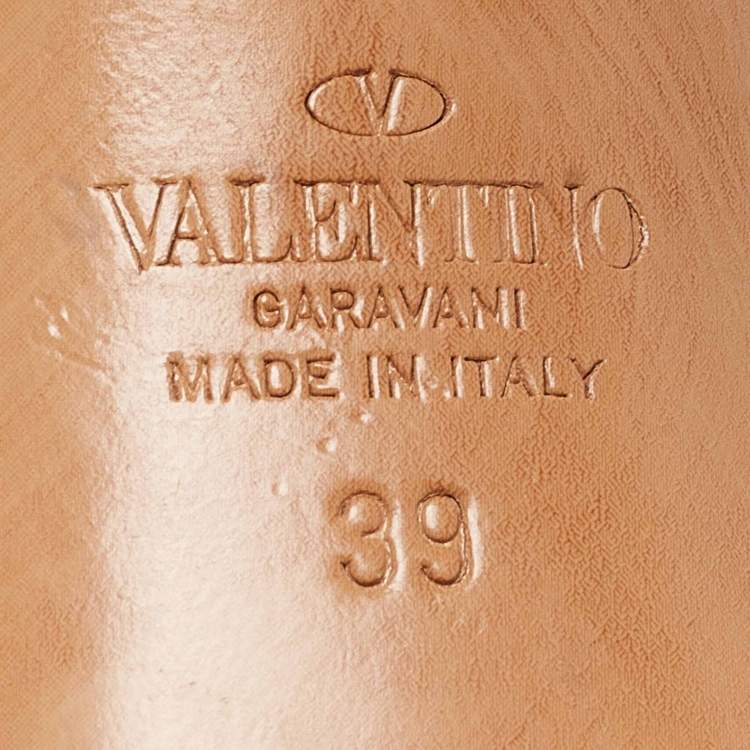 V
VALENTINO
GARAVANI
MADE IN ITALY
39